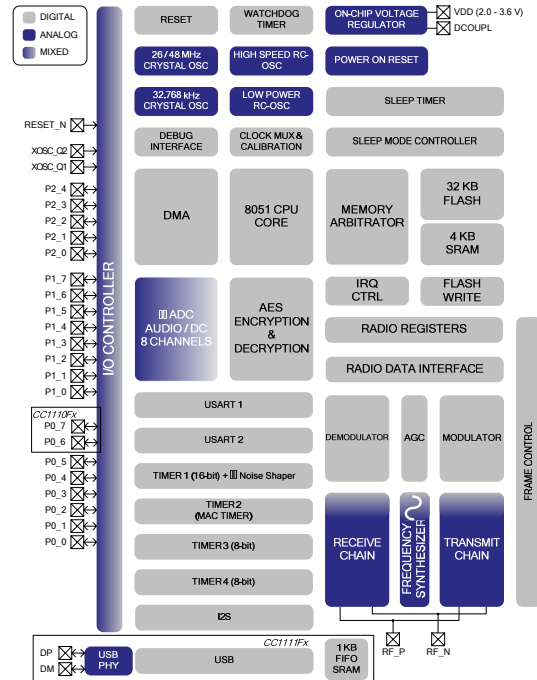 DIGITAL
ANALOG
MIXED
RESET
WATCHDOG
TIMER
ON-CHIP VOLTAGE
REGULATOR
VDD (2.0 - 3.6 V)
DCOUPL
26/48 MHz
CRYSTAL OSC
HIGH SPEED RC-
OSC
POWER ON RESET
32,768 kHz
CRYSTAL OSC
LOW POWER
RC-OSC
SLEEP TIMER
RESET_N
DEBUG
INTERFACE
CLOCK MUX &
CALIBRATION
SLEEP MODE CONTROLLER
XOSC_Q2
XOSC_Q1
P2_4
P2_3
P2_2
P2_1
P2_0
DMA
8051 CPU
CORE
MEMORY
ARBITRATOR
32 KB
FLASH
4 KB
SRAM
I/O CONTROLLER
P1_7
P1_6
P1_5
P1_4
P1_3
P1_2
P1_1
P1_0
ADC
AUDIO / DC
8 CHANNELS
AES
ENCRYPTION
&
DECRYPTION
IRQ
CTRL
FLASH
WRITE
RADIO REGISTERS
RADIO DATA INTERFACE
CC1110Fx
P0_7
P0_6
P0_5
P0_4
P0_3
P0_2
P0_1
P0_0
USART 1
USART 2
TIMER 1 (16-bit) + Noise Shaper
TIMER 2
(MAC TIMER)
TIMER 3 (8-bit)
TIMER 4 (8-bit)
I2S
DEMODULATOR
AGC
MODULATOR
FRAME CONTROL
RECEIVE
CHAIN
FREQUENCY
SYNTHESIZER
TRANSMIT
CHAIN
RF_P
RF_N
CC1111Fx
DP
DM
USB
PHY
USB
1 KB
FIFO
SRAM